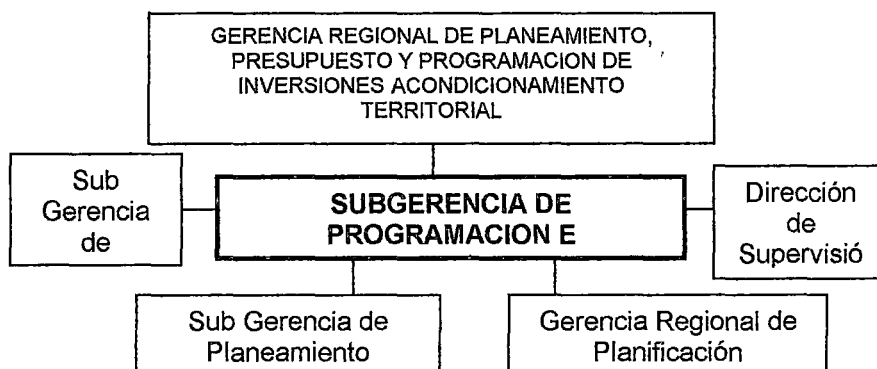 GERENCIA REGIONAL DE PLANEAMIENTO,
PRESUPUESTO Y PROGRAMACION DE
INVERSIONES ACONDICIONAMIENTO
TERRITORIAL
Sub
Gerencia
de
SUBGERENCIA DE
PROGRAMACION E
Dirección
de
Supervisió
Sub Gerencia de
Planeamiento
Gerencia Regional de
Planificación